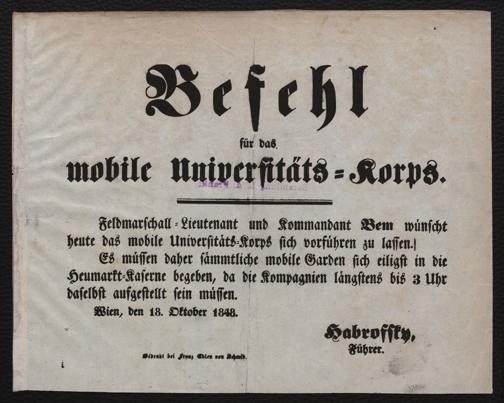 Befehl
für das
mobile Universitäts-Korps.
Feldmarschall-Lieutenant und Kommandant Bem wünscht
heute das mobile Universitäts-Korps sich vorführen zu lassen.
Es müssen daher sämmtliche mobile Garden sich eiligst in die
Heumarkt-Kaserne begeben, da die Kompagnien längstens bis 3 Uhr
daselbst aufgestellt sein müssen.
Wien, den 18. Oktober 1848.
Habrofsky,
Führer.
Gedruckt bei Franz Edlen von Schmid.